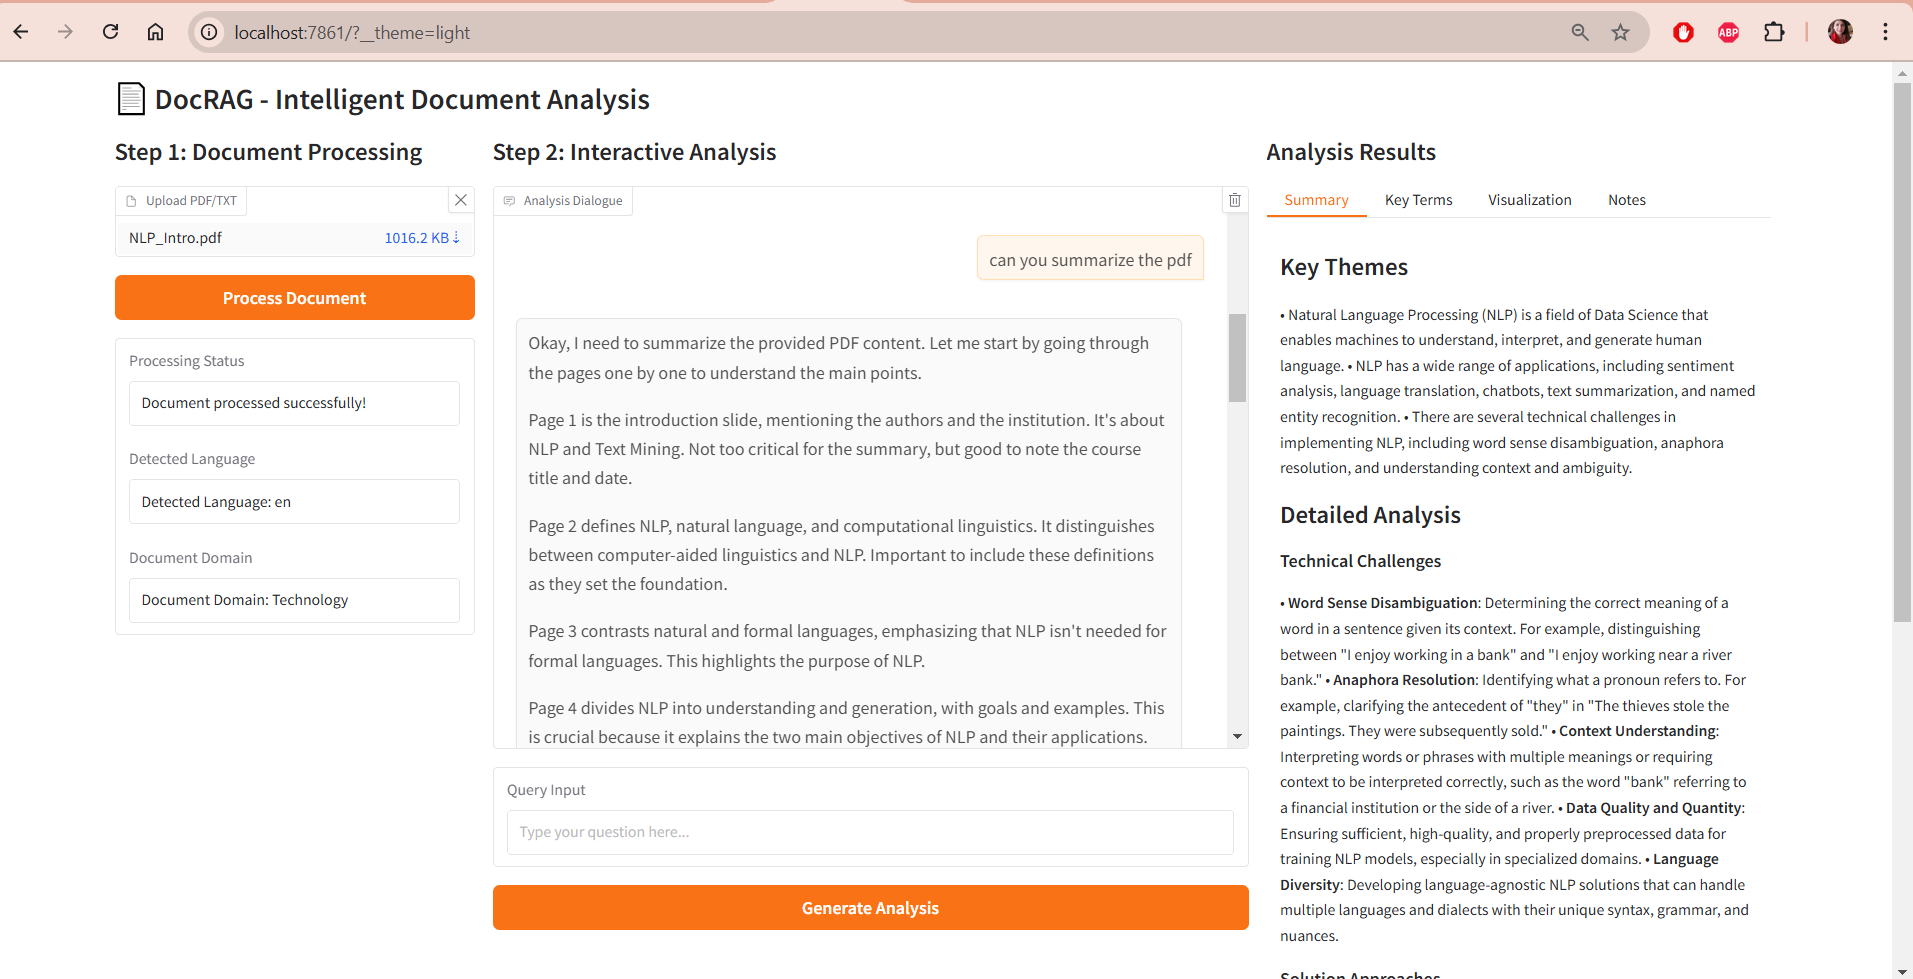 localhost:7861/?__theme=light
ABP
DocRAG - Intelligent Document Analysis
Step 1: Document Processing
Upload PDF/TXT
NLP_Intro.pdf 1016.2 KB ⇣
Process Document
Processing Status
Document processed successfully!
Detected Language
Detected Language: en
Document Domain
Document Domain: Technology
Step 2: Interactive Analysis
Analysis Dialogue
can you summarize the pdf
Okay, I need to summarize the provided PDF content. Let me start by going through
the pages one by one to understand the main points.
Page 1 is the introduction slide, mentioning the authors and the institution. It's about
NLP and Text Mining. Not too critical for the summary, but good to note the course
title and date.
Page 2 defines NLP, natural language, and computational linguistics. It distinguishes
between computer-aided linguistics and NLP. Important to include these definitions
as they set the foundation.
Page 3 contrasts natural and formal languages, emphasizing that NLP isn't needed for
formal languages. This highlights the purpose of NLP.
Page 4 divides NLP into understanding and generation, with goals and examples. This
is crucial because it explains the two main objectives of NLP and their applications.
Query Input
Type your question here...
Generate Analysis
Analysis Results
Summary Key Terms Visualization Notes
Key Themes
• Natural Language Processing (NLP) is a field of Data Science that
enables machines to understand, interpret, and generate human
language. • NLP has a wide range of applications, including sentiment
analysis, language translation, chatbots, text summarization, and named
entity recognition. • There are several technical challenges in
implementing NLP, including word sense disambiguation, anaphora
resolution, and understanding context and ambiguity.
Detailed Analysis
Technical Challenges
• Word Sense Disambiguation: Determining the correct meaning of a
word in a sentence given its context. For example, distinguishing
between "I enjoy working in a bank" and "I enjoy working near a river
bank." • Anaphora Resolution: Identifying what a pronoun refers to. For
example, clarifying the antecedent of "they" in "The thieves stole the
paintings. They were subsequently sold." • Context Understanding:
Interpreting words or phrases with multiple meanings or requiring
context to be interpreted correctly, such as the word "bank" referring to
a financial institution or the side of a river. • Data Quality and Quantity:
Ensuring sufficient, high-quality, and properly preprocessed data for
training NLP models, especially in specialized domains. • Language
Diversity: Developing language-agnostic NLP solutions that can handle
multiple languages and dialects with their unique syntax, grammar, and
nuances.
Solution Approaches